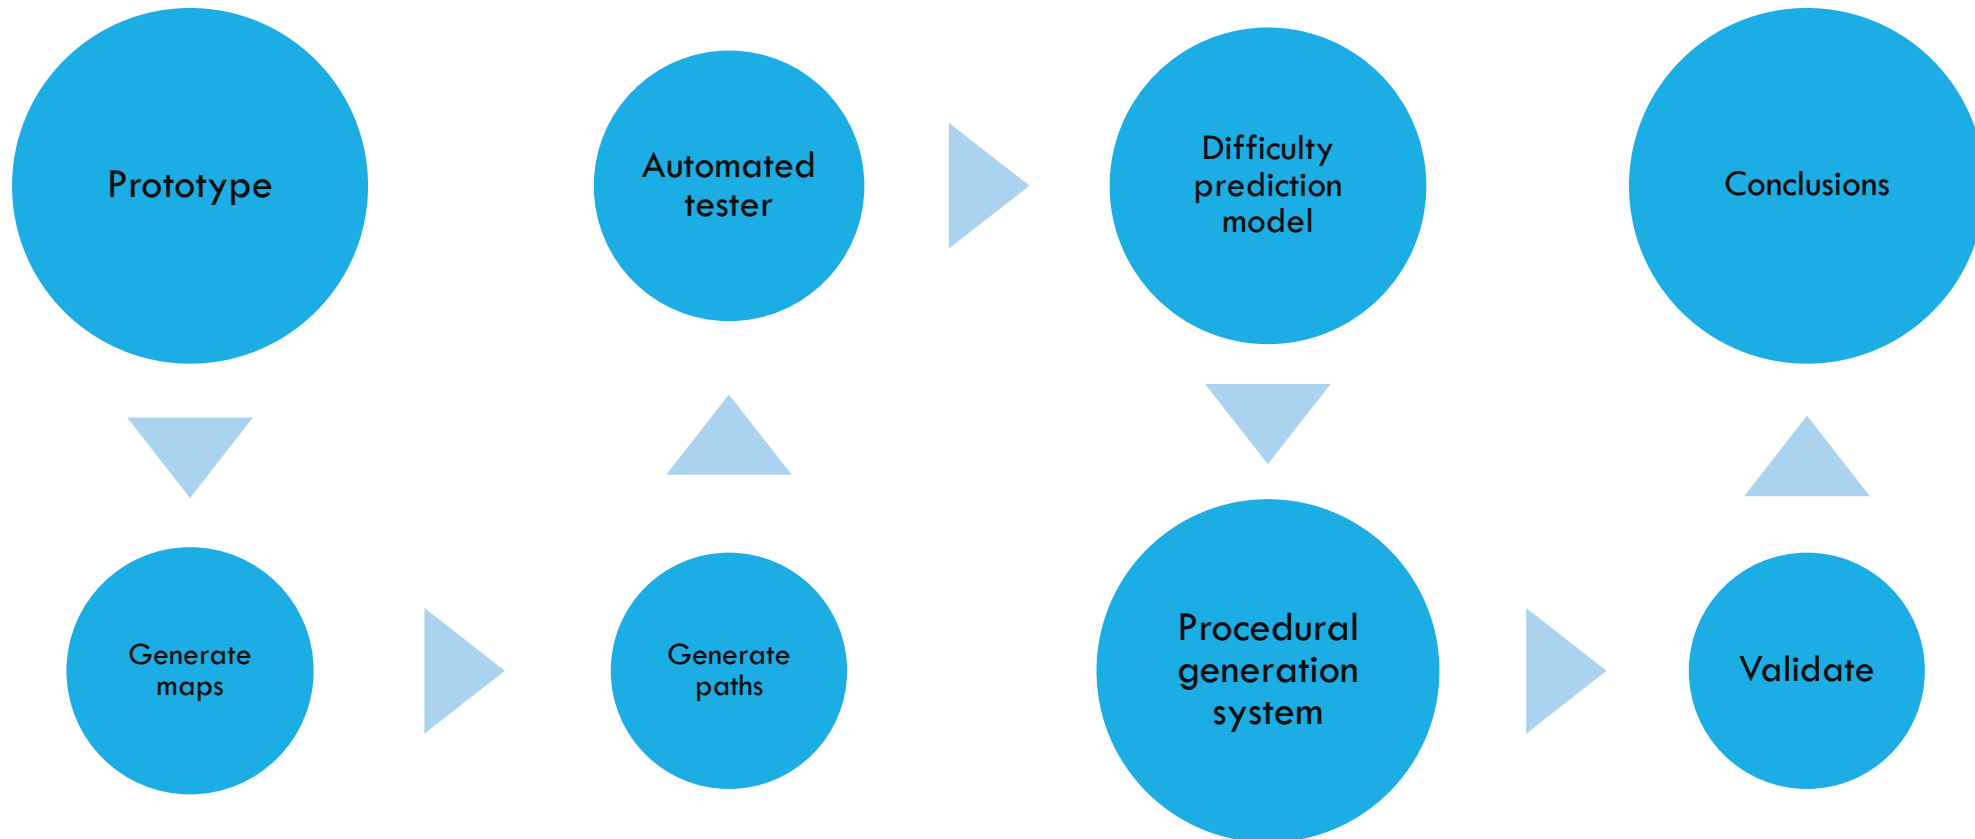 Prototype
Generate
maps
Generate
paths
Automated
tester
Difficulty
prediction
model
Procedural
generation
system
Validate
Conclusions